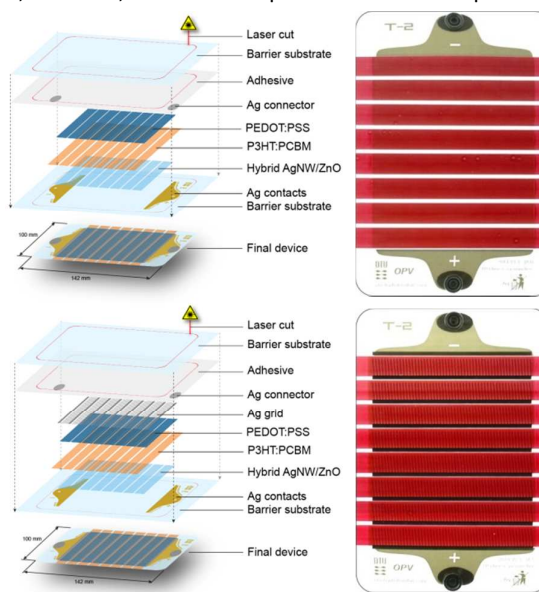 Laser cut
Barrier substrate
Adhesive
Ag connector
PEDOT:PSS
P3HT:PCBM
Hybrid AgNW/ZnO
Ag contacts
Barrier substrate
Final device
100 mm
142 mm
T-2
−
+
OPV
Laser cut
Barrier substrate
Adhesive
Ag connector
Ag grid
PEDOT:PSS
P3HT:PCBM
Hybrid AgNW/ZnO
Ag contacts
Barrier substrate
Final device
100 mm
142 mm
T-2
−
+
OPV